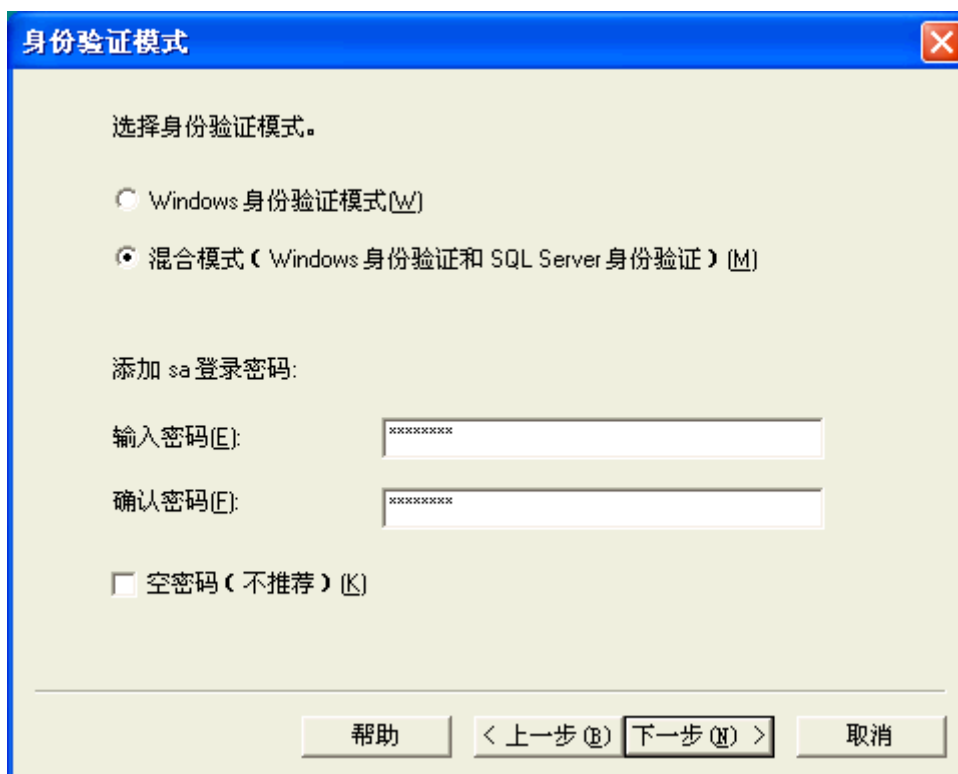 身份验证模式
选择身份验证模式。
Windows 身份验证模式(W)
混合模式（Windows 身份验证和 SQL Server 身份验证）(M)
添加 sa 登录密码:
输入密码(E): ********
确认密码(F): ********
空密码（不推荐）(K)
帮助 < 上一步(B) 下一步(N) > 取消